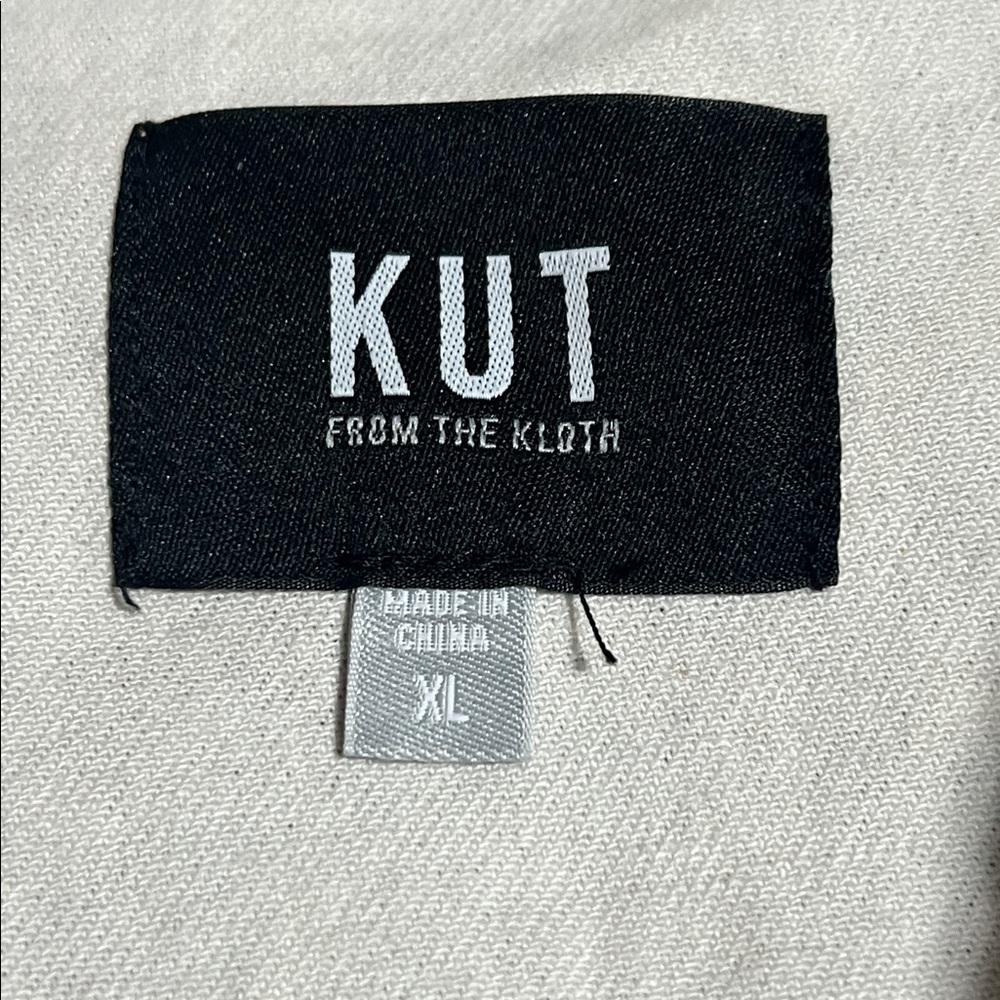 KUT
FROM THE KLOTH
MADE IN
CHINA
XL